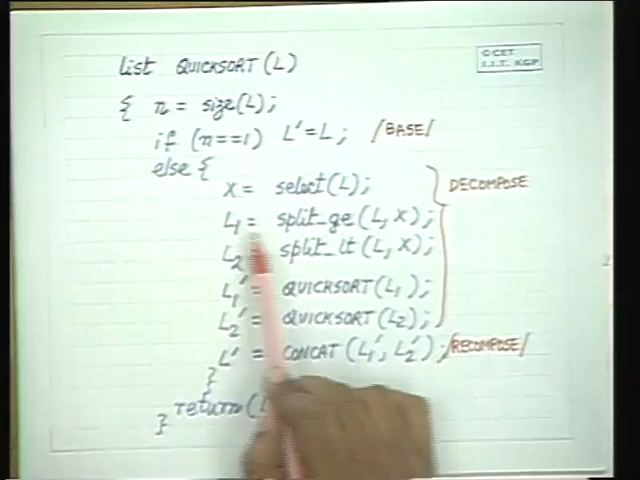 list QUICKSORT(L)
© CET
I.I.T. KGP
{ n = size(L);
if (n==1) L' = L; /BASE/
else {
x = select(L); DECOMPOSE
L1 = split_ge(L, x);
L2 = split_lt(L, x);
L1' = QUICKSORT(L1);
L2' = QUICKSORT(L2);
L' = CONCAT(L1', L2'); /RECOMPOSE/
}
return (L
}